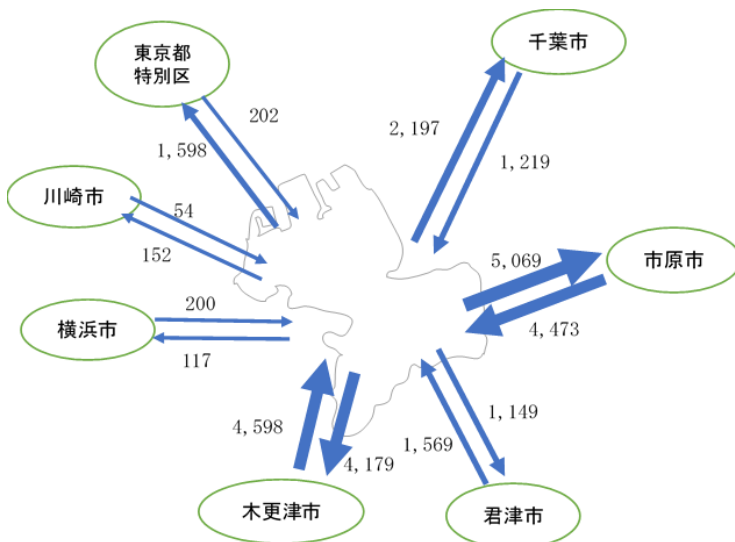 東京都
特別区
千葉市
202
1,598
2,197
1,219
川崎市
54
152
5,069
市原市
4,473
横浜市
200
117
4,598
4,179
1,149
1,569
木更津市
君津市